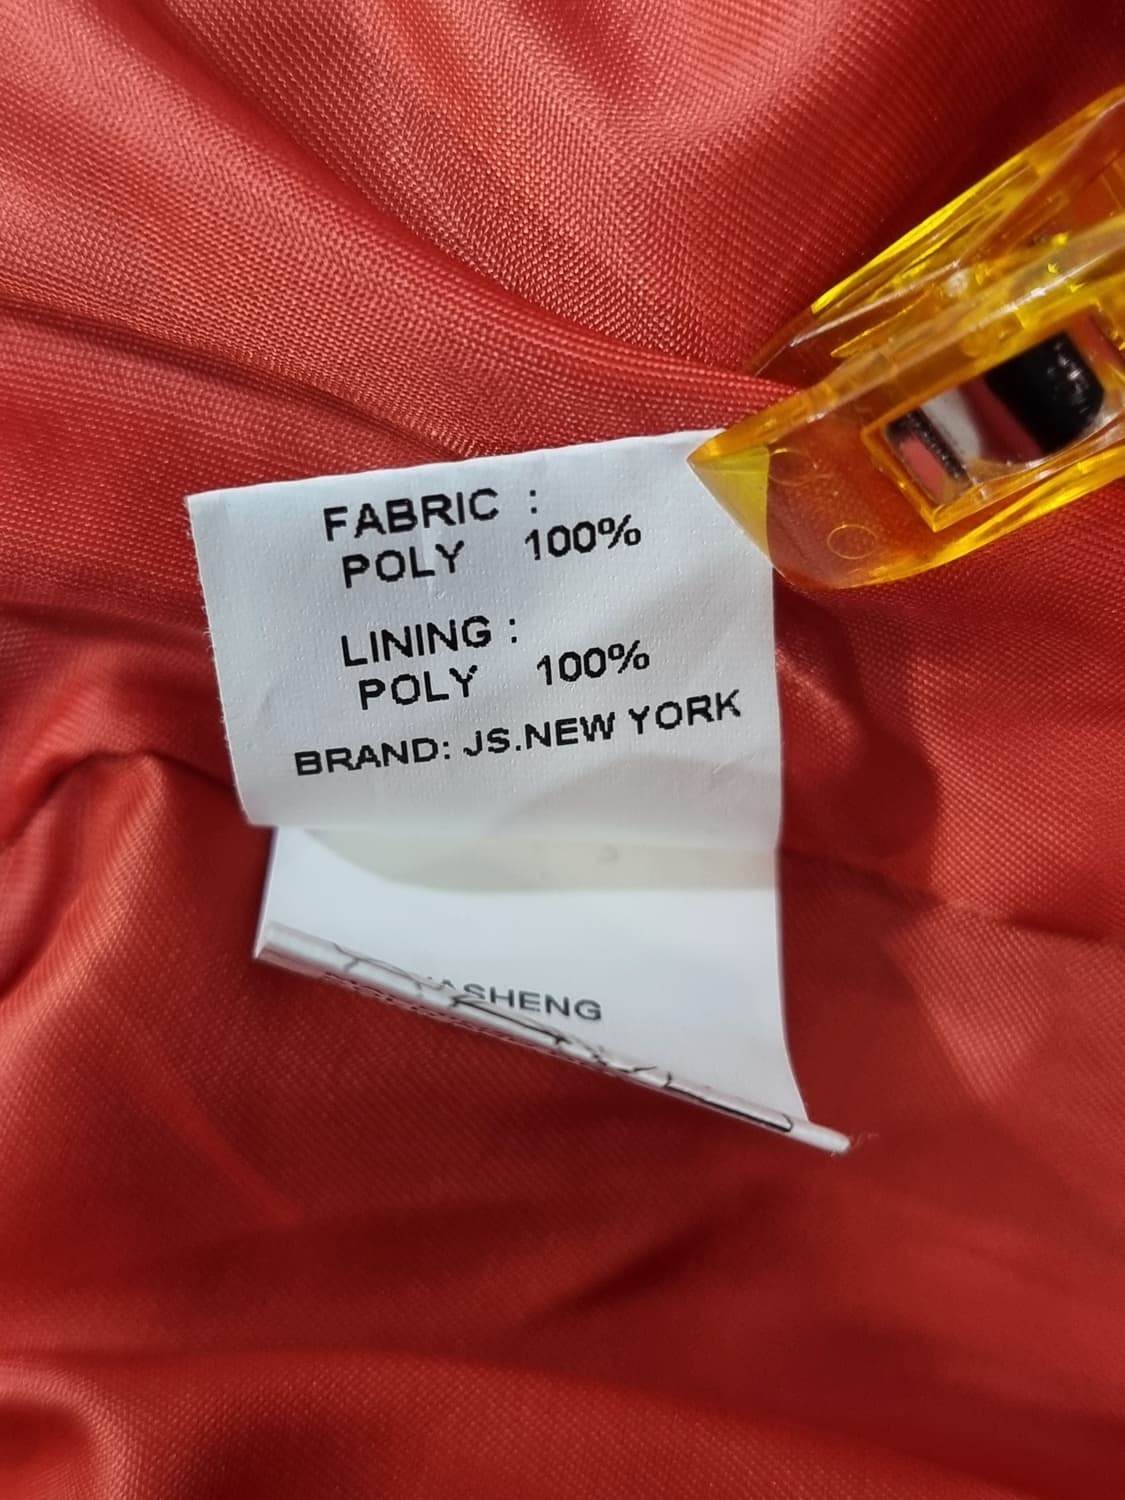 FABRIC :
POLY 100%
LINING :
POLY 100%
BRAND: JS.NEW YORK